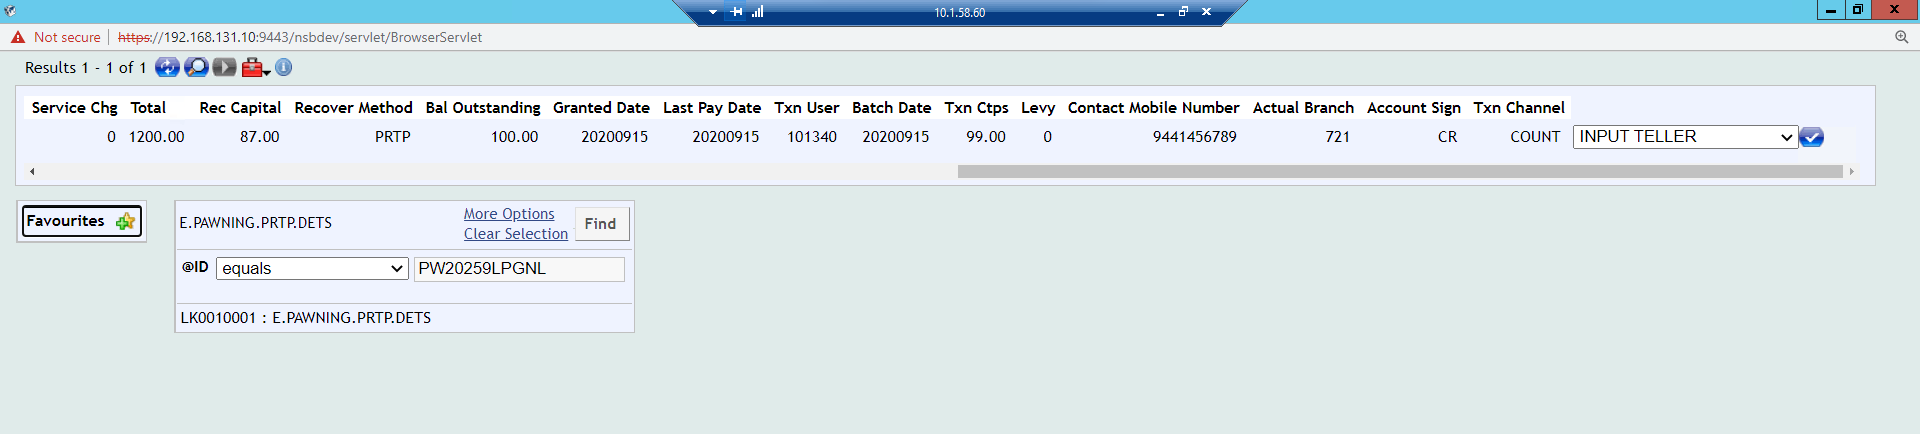 10.1.58.60
Not secure https://192.168.131.10:9443/nsbdev/servlet/BrowserServlet
Results 1 - 1 of 1
Service Chg Total Rec Capital Recover Method Bal Outstanding Granted Date Last Pay Date Txn User Batch Date Txn Ctps Levy Contact Mobile Number Actual Branch Account Sign Txn Channel
0 1200.00 87.00 PRTP 100.00 20200915 20200915 101340 20200915 99.00 0 9441456789 721 CR COUNT INPUT TELLER
Favourites
E.PAWNING.PRTP.DETS
More Options
Clear Selection
Find
@ID equals PW20259LPGNL
LK0010001 : E.PAWNING.PRTP.DETS